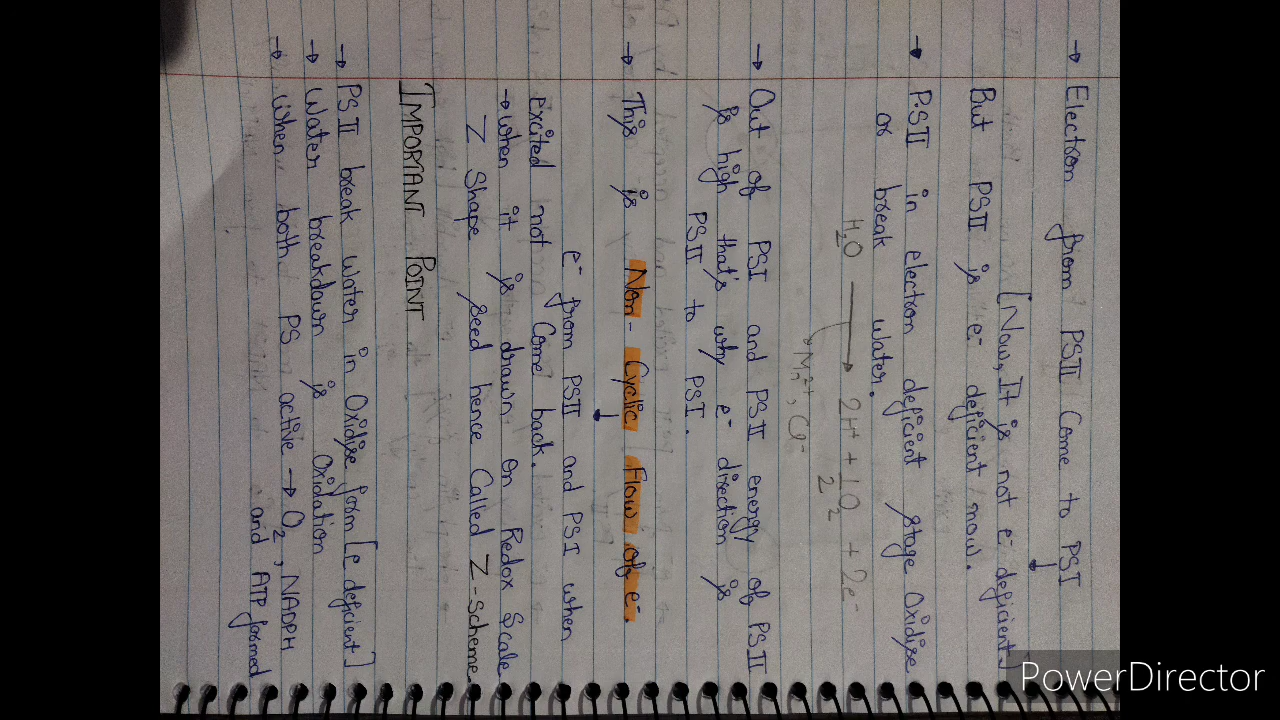 → Electron from PSII Come to PSI
↓
[Now, It is not e⁻ deficient.]
But PSII is e⁻ deficient now.
→ PSII in electron deficient stage Oxidise
or break water.
H₂O ⟶ 2H⁺ + 1/2 O₂ + 2e⁻
Mn²⁺, Cl⁻
→ Out of PSI and PSII energy of PSII
is high that's why e⁻ direction is
PSII to PSI.
→ This is Non-Cyclic Flow of e⁻.
↓
e⁻ from PSII and PSI when
excited not Come back.
→ when it is drawn on Redox Scale
Z Shape seed hence Called Z-Scheme.
IMPORTANT POINT
→ PSII break water in Oxidise form [e deficient]
→ Water breakdown is Oxidation
→ When both PS active → O₂, NADPH
and ATP formed
PowerDirector